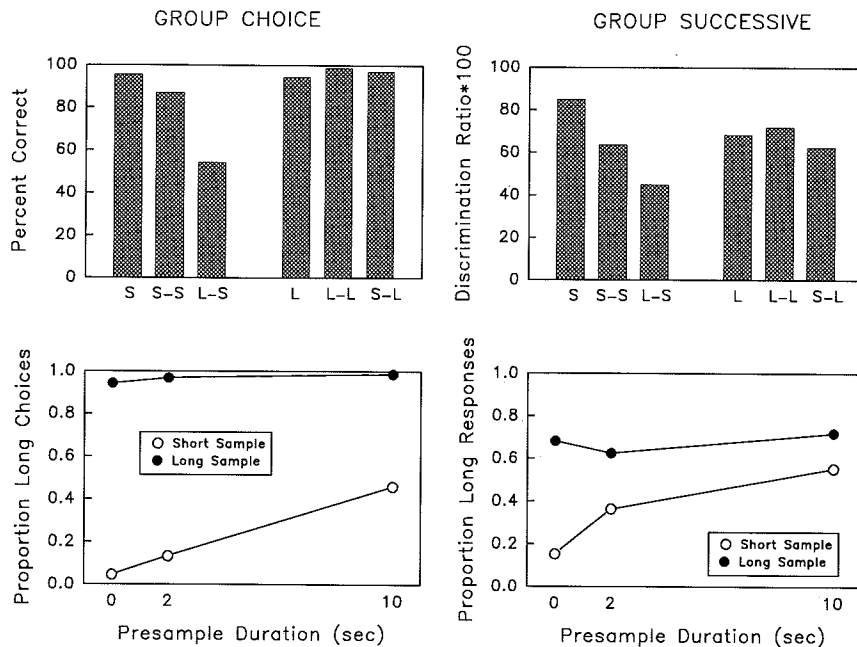 GROUP CHOICE
Percent Correct
100
80
60
40
20
0
S S-S L-S L L-L S-L
GROUP SUCCESSIVE
Discrimination Ratio*100
100
80
60
40
20
0
S S-S L-S L L-L S-L
Proportion Long Choices
1.0
0.8
0.6
0.4
0.2
0.0
Short Sample
Long Sample
0 2 10
Presample Duration (sec)
Proportion Long Responses
1.0
0.8
0.6
0.4
0.2
0.0
Short Sample
Long Sample
0 2 10
Presample Duration (sec)